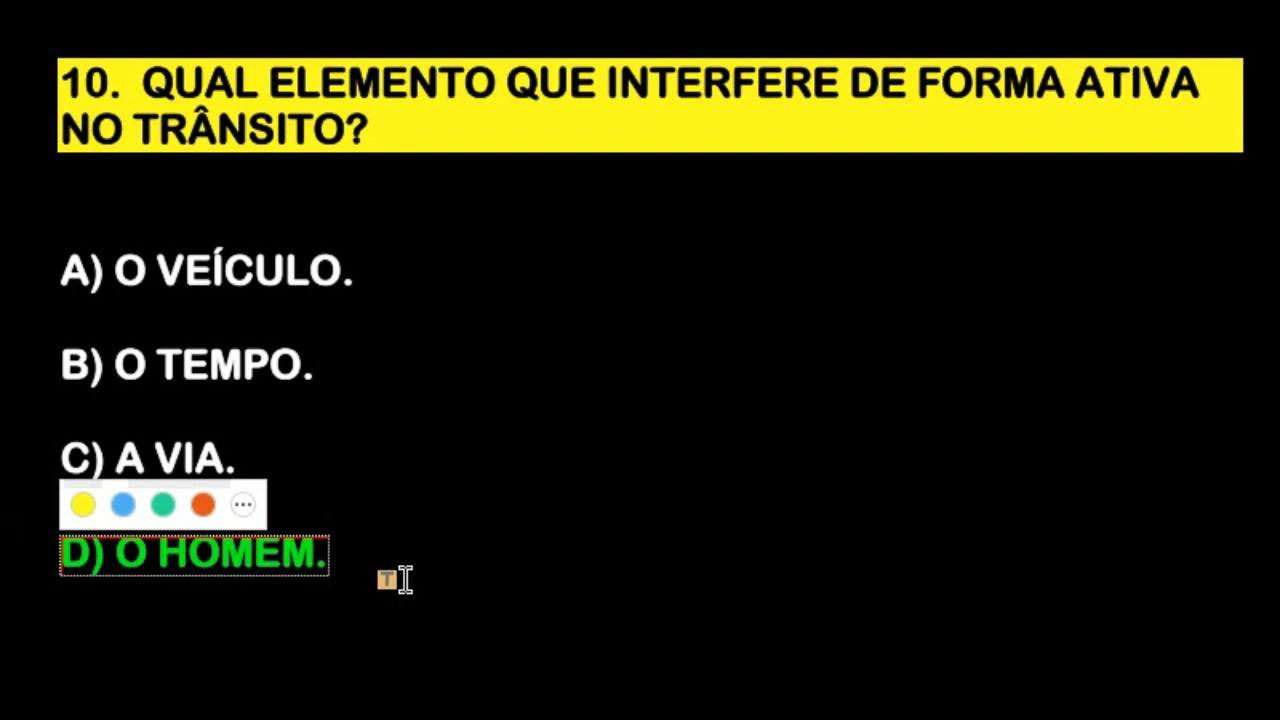 10. QUAL ELEMENTO QUE INTERFERE DE FORMA ATIVA
NO TRÂNSITO?
A) O VEÍCULO.
B) O TEMPO.
C) A VIA.
D) O HOMEM.
T